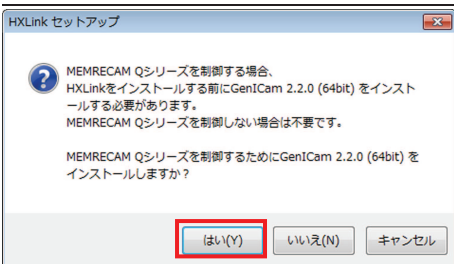 HXLink セットアップ
MEMRECAM Qシリーズを制御する場合、
HXLinkをインストールする前にGenICam 2.2.0 (64bit) をインスト
ールする必要があります。
MEMRECAM Qシリーズを制御しない場合は不要です。
MEMRECAM Qシリーズを制御するためにGenICam 2.2.0 (64bit) を
インストールしますか？
はい(Y) いいえ(N) キャンセル